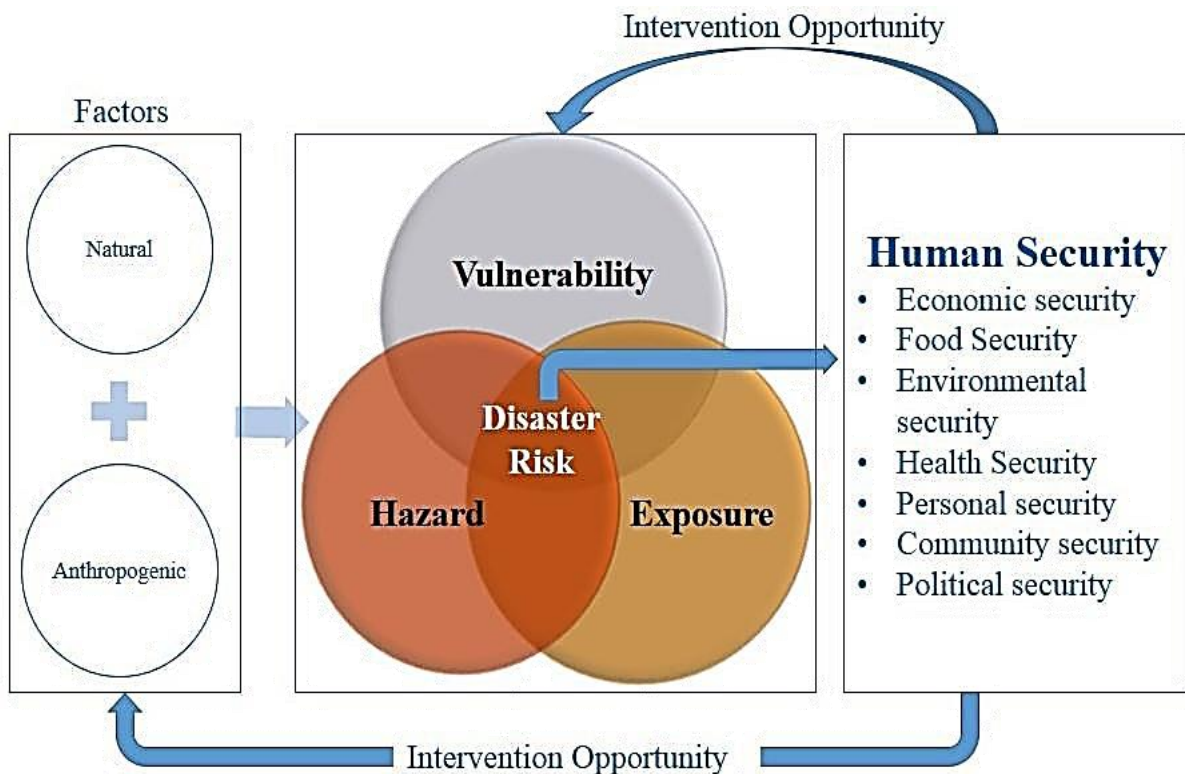 Intervention Opportunity
Factors
Natural
Anthropogenic
Vulnerability
Disaster
Risk
Hazard
Exposure
Human Security
• Economic security
• Food Security
• Environmental
security
• Health Security
• Personal security
• Community security
• Political security
Intervention Opportunity